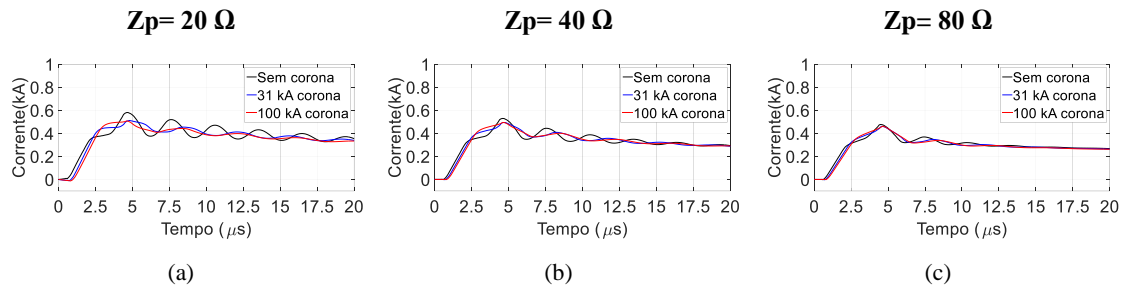 Zp= 20 Ω
Zp= 40 Ω
Zp= 80 Ω
Corrente(kA)
1
0.8
0.6
0.4
0.2
0
Sem corona
31 kA corona
100 kA corona
0 2.5 5 7.5 10 12.5 15 17.5 20
Tempo ( μs)
(a)
Corrente(kA)
1
0.8
0.6
0.4
0.2
0
Sem corona
31 kA corona
100 kA corona
0 2.5 5 7.5 10 12.5 15 17.5 20
Tempo ( μs)
(b)
Corrente(kA)
1
0.8
0.6
0.4
0.2
0
Sem corona
31 kA corona
100 kA corona
0 2.5 5 7.5 10 12.5 15 17.5 20
Tempo ( μs)
(c)